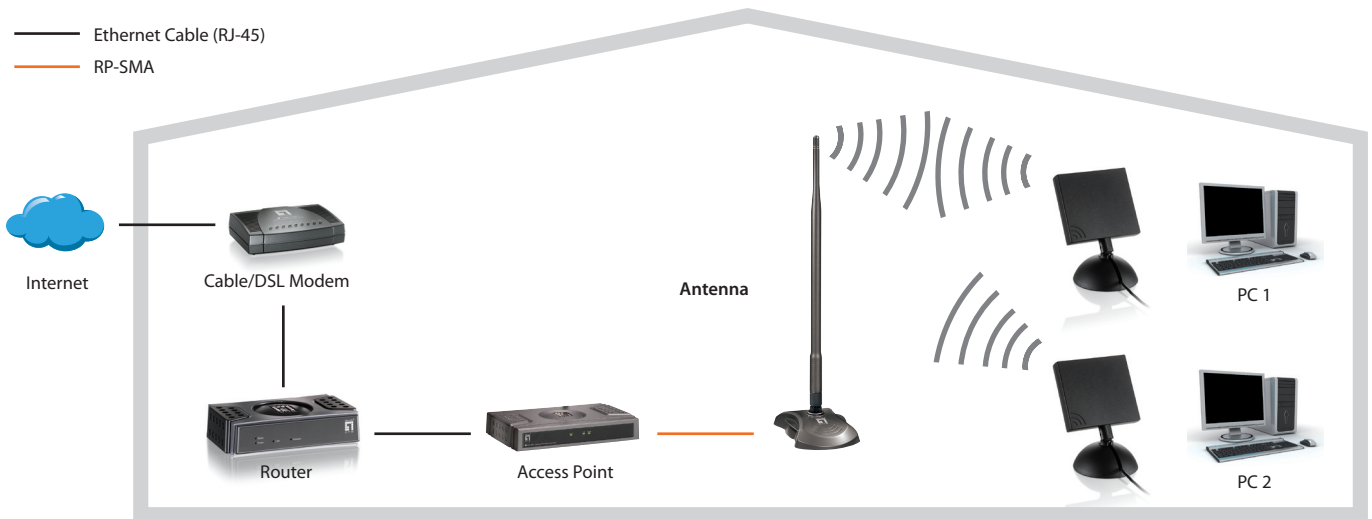 Ethernet Cable (RJ-45)
RP-SMA
Internet
Cable/DSL Modem
Antenna
PC 1
Router
Access Point
PC 2